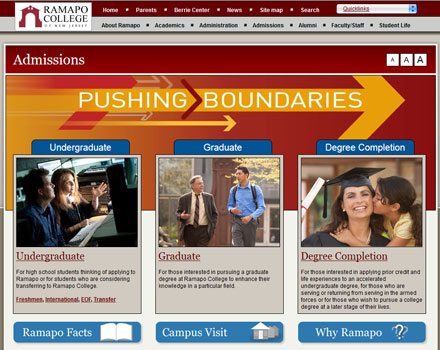 RAMAPO
COLLEGE
OF NEW JERSEY
Home Parents Berrie Center News Site map Search Quicklinks
About Ramapo Academics Administration Admissions Alumni Faculty/Staff Student Life
Admissions
A A A
PUSHING BOUNDARIES
Undergraduate
Graduate
Degree Completion
Undergraduate
For high school students thinking of applying to
Ramapo or for students who are considering
transferring to Ramapo College.
Freshmen, International, EOF, Transfer
Graduate
For those interested in pursuing a graduate
degree at Ramapo College to enhance
their knowledge in a particular field.
Degree Completion
For those interested in applying prior credit and
life experiences to an accelerated
undergraduate degree, for those who are
serving or returning from serving in the armed
forces or for those who wish to pursue a college
degree at a later stage of their lives.
Ramapo Facts
Campus Visit
Why Ramapo